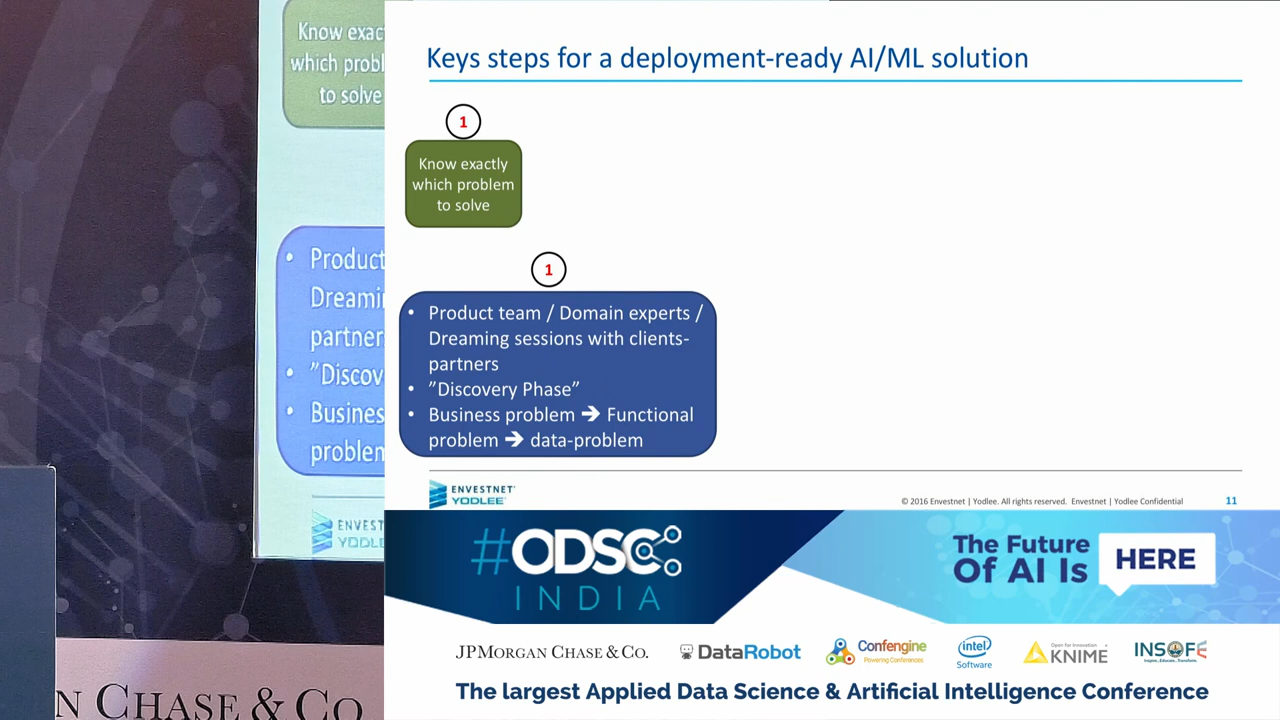 Know exac
which probl
to solve
Product
Dreami
partner
”Discov
Busines
problem
ENVEST
YODLE
N CHASE & CO
Keys steps for a deployment-ready AI/ML solution
1
Know exactly
which problem
to solve
1
• Product team / Domain experts /
Dreaming sessions with clients-
partners
• ”Discovery Phase”
• Business problem ➔ Functional
problem ➔ data-problem
ENVESTNET
YODLEE
© 2016 Envestnet | Yodlee. All rights reserved. Envestnet | Yodlee Confidential
11
#ODSC
INDIA
The Future
Of AI Is HERE
JPMORGAN CHASE & CO.
DataRobot
Confengine
Powering Conferences
intel
Software
Open for Innovation
KNIME
INSOFE
Inspire...Educate...Transform.
The largest Applied Data Science & Artificial Intelligence Conference